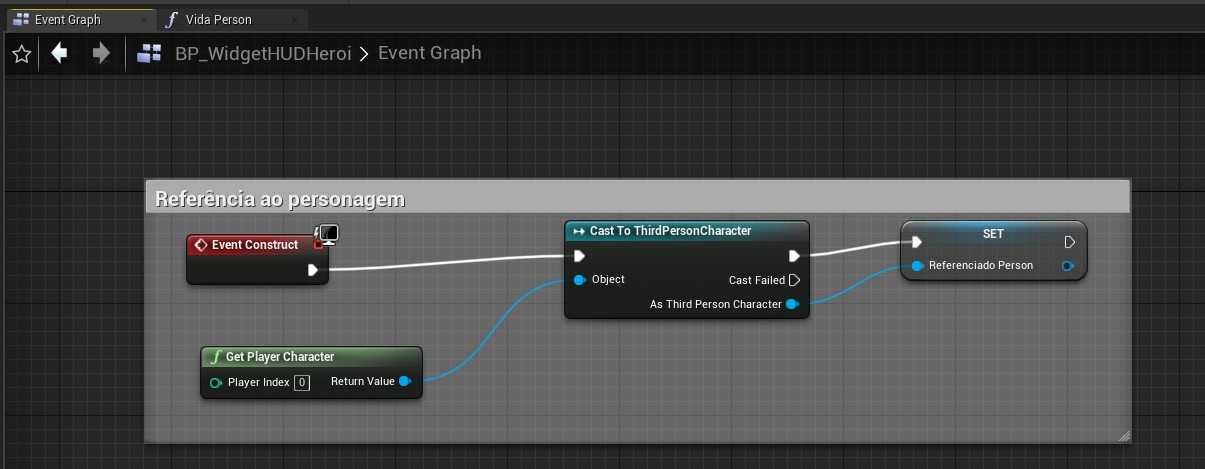 Event Graph
Vida Person
BP_WidgetHUDHeroi > Event Graph
Referência ao personagem
Event Construct
Cast To ThirdPersonCharacter
Object
Cast Failed
As Third Person Character
SET
Referenciado Person
Get Player Character
Player Index 0 Return Value